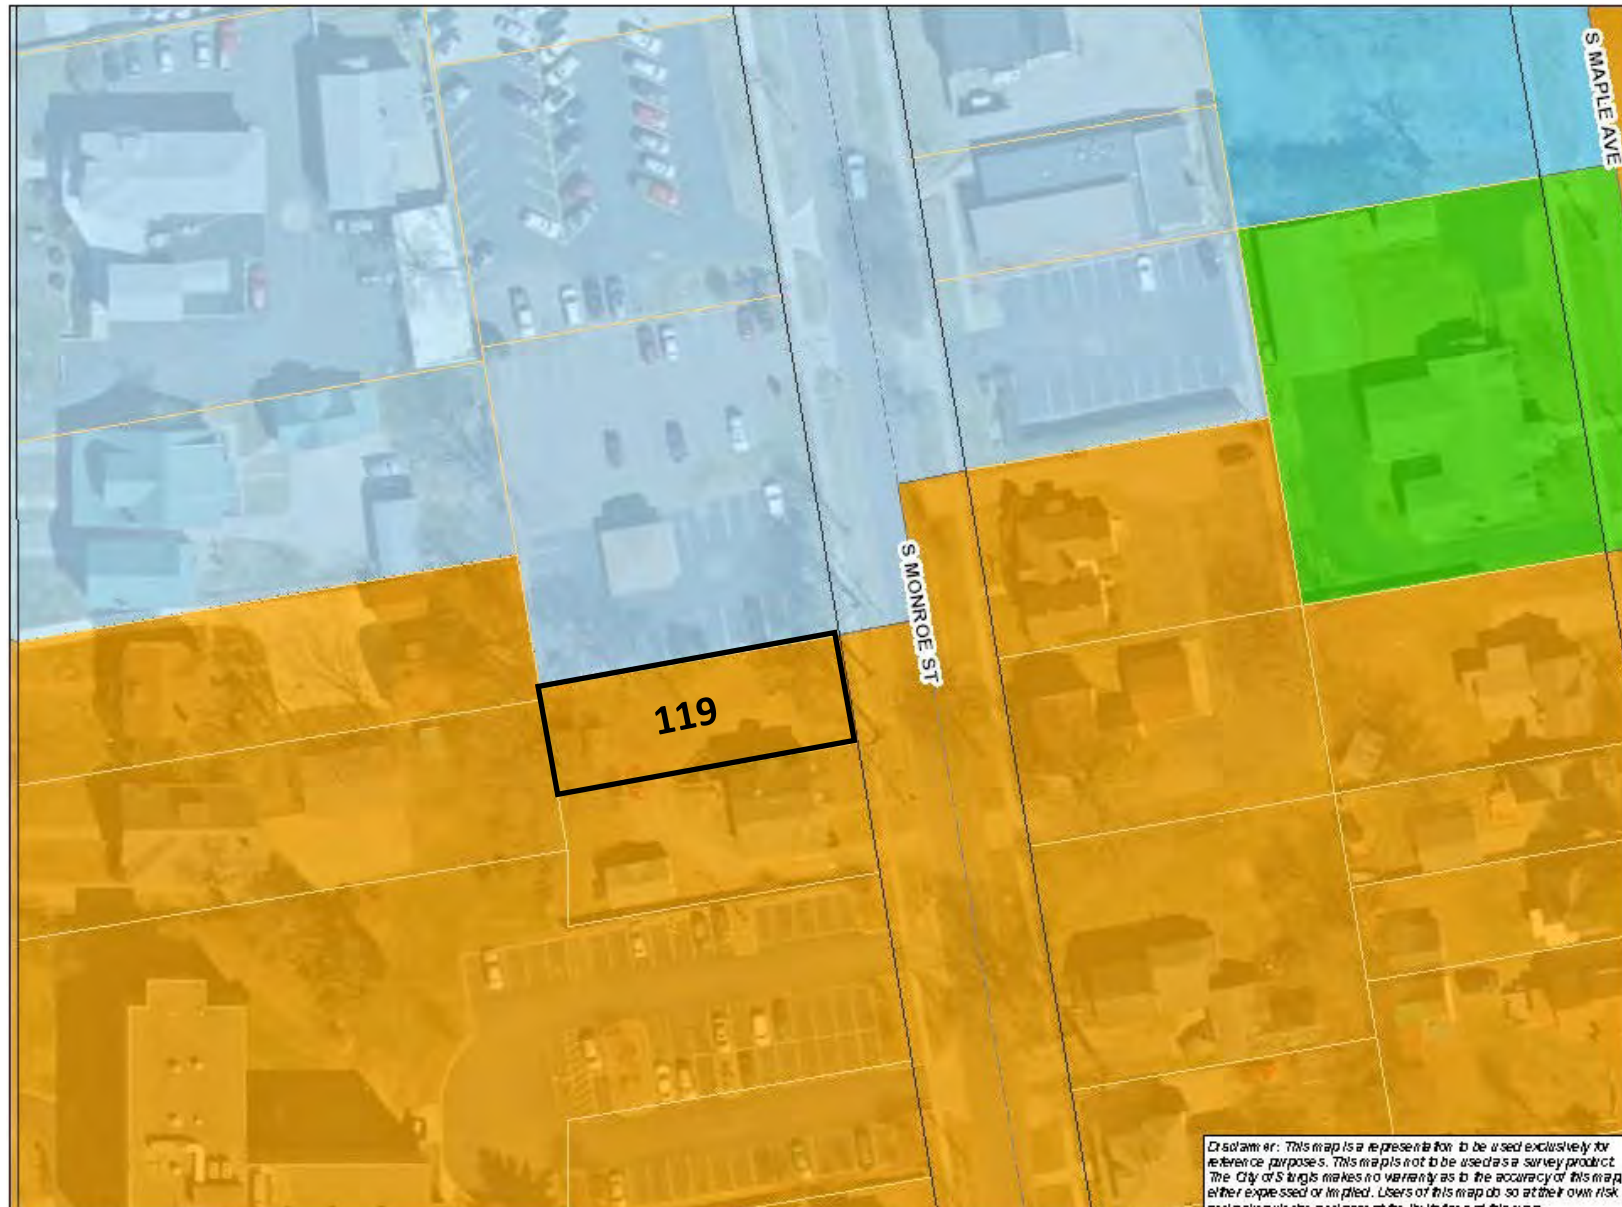 S MAPLE AVE
S MONROE ST
119
Disclaimer: This map is a representation to be used exclusively for
reference purposes. This map is not to be used as a survey product.
The City of Sturgis makes no warranty as to the accuracy of this map
either expressed or implied. Users of this map do so at their own risk